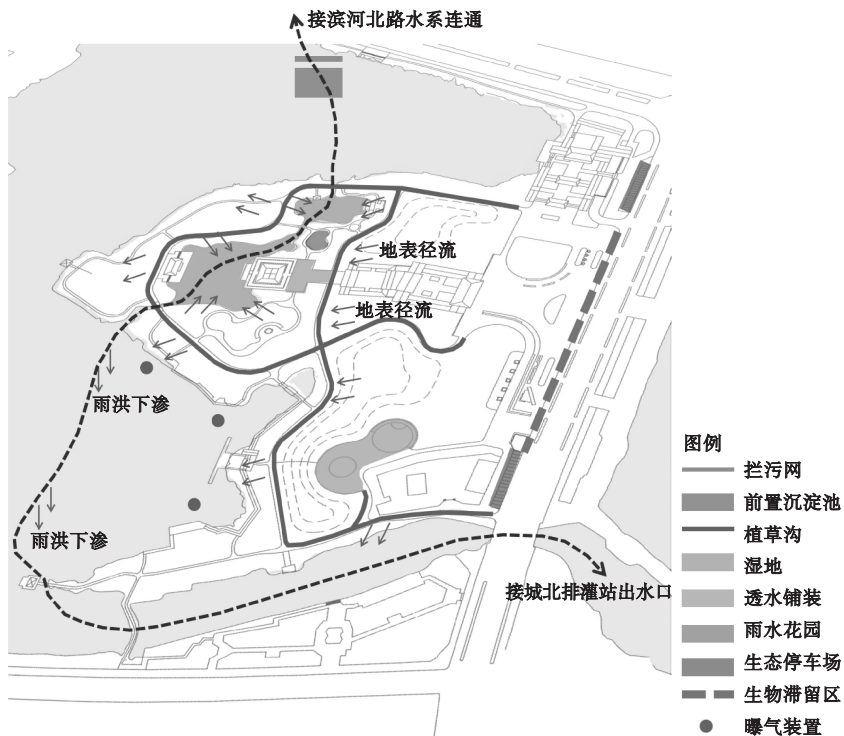 接滨河北路水系连通
地表径流
地表径流
雨洪下渗
雨洪下渗
接城北排灌站出水口
图例
拦污网
前置沉淀池
植草沟
湿地
透水铺装
雨水花园
生态停车场
生物滞留区
曝气装置